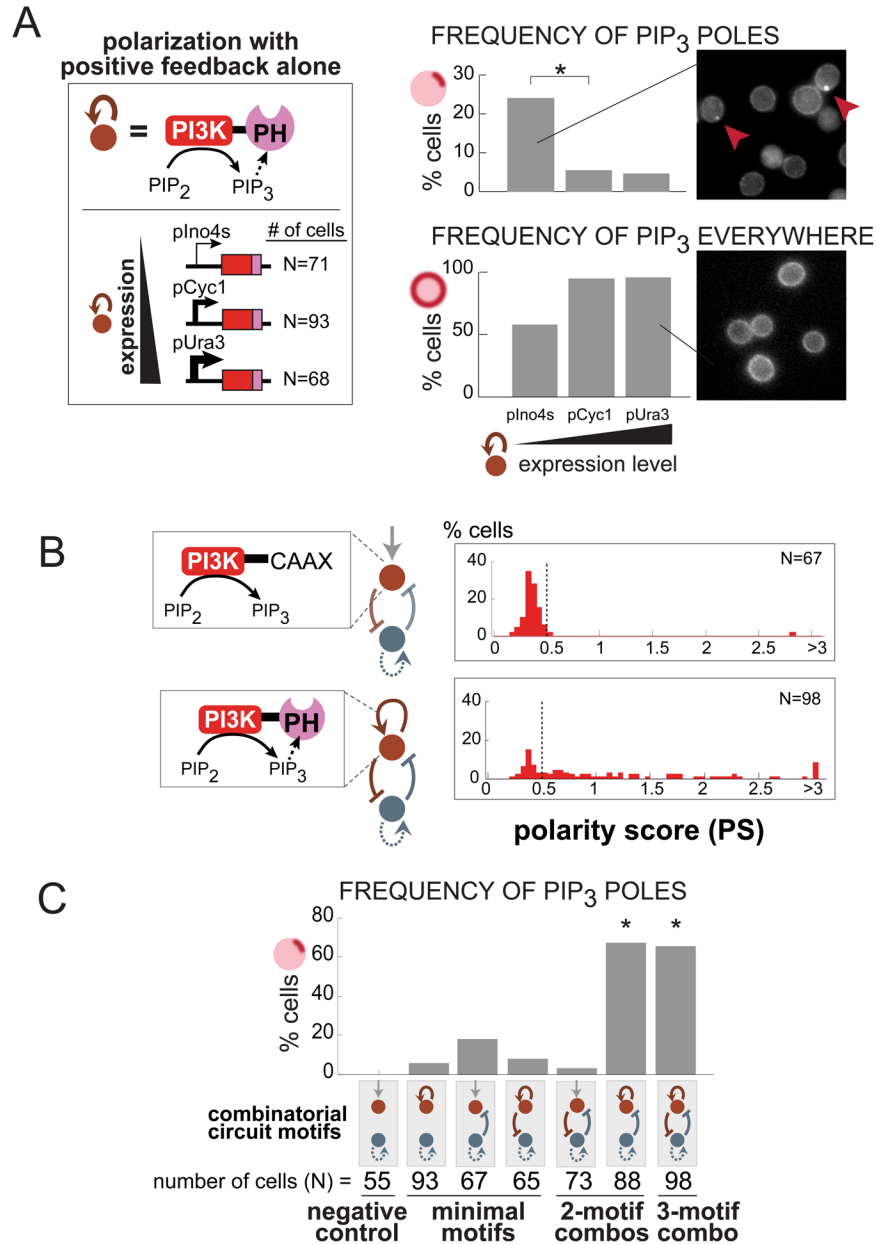 A
polarization with
positive feedback alone
= PI3K PH
PIP2 PIP3
expression
# of cells
pIno4s
N=71
pCyc1
N=93
pUra3
N=68
FREQUENCY OF PIP3 POLES
% cells
30
20
10
0
*
FREQUENCY OF PIP3 EVERYWHERE
% cells
100
50
0
pIno4s pCyc1 pUra3
expression level
B
PI3K CAAX
PIP2 PIP3
% cells
40
20
0
N=67
0 0.5 1 1.5 2 2.5 >3
PI3K PH
PIP2 PIP3
40
20
0
N=98
0 0.5 1 1.5 2 2.5 >3
polarity score (PS)
C
FREQUENCY OF PIP3 POLES
% cells
80
60
40
20
0
* *
combinatorial
circuit motifs
number of cells (N) = 55 93 67 65 73 88 98
negative control
minimal motifs
2-motif combos
3-motif combo